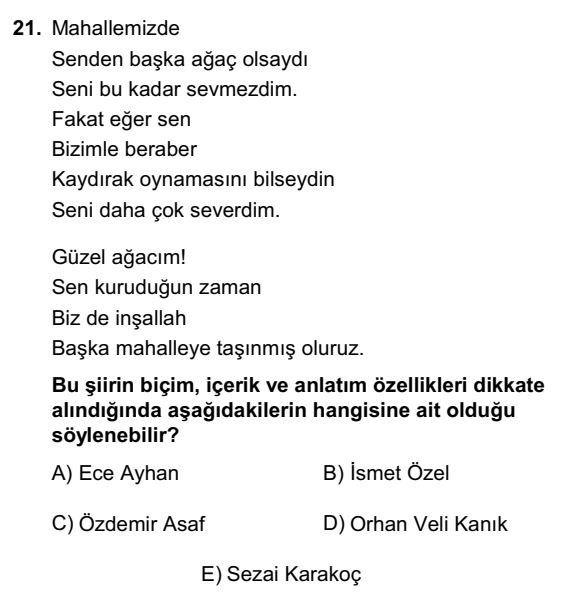 21. Mahallemizde
Senden başka ağaç olsaydı
Seni bu kadar sevmezdim.
Fakat eğer sen
Bizimle beraber
Kaydırak oynamasını bilseydin
Seni daha çok severdim.
Güzel ağacım!
Sen kuruduğun zaman
Biz de inşallah
Başka mahalleye taşınmış oluruz.
Bu şiirin biçim, içerik ve anlatım özellikleri dikkate
alındığında aşağıdakilerin hangisine ait olduğu
söylenebilir?
A) Ece Ayhan B) İsmet Özel
C) Özdemir Asaf D) Orhan Veli Kanık
E) Sezai Karakoç